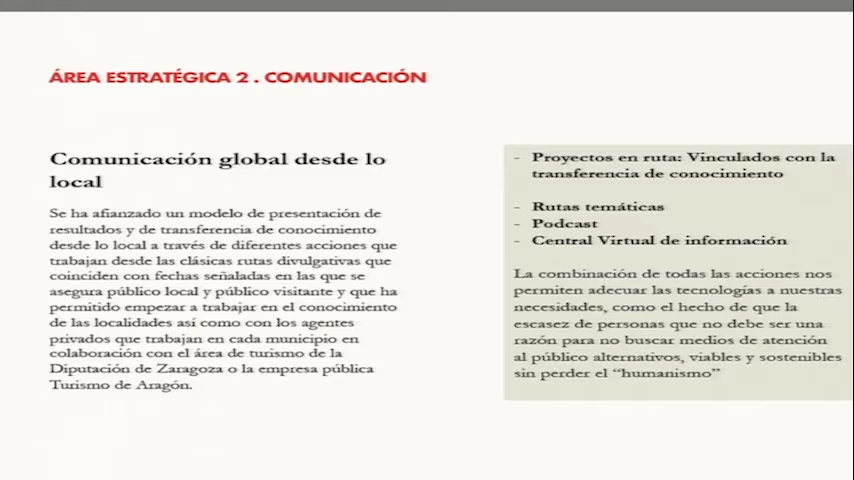 ÁREA ESTRATÉGICA 2 . COMUNICACIÓN
Comunicación global desde lo
local
Se ha afianzado un modelo de presentación de
resultados y de transferencia de conocimiento
desde lo local a través de diferentes acciones que
trabajan desde las clásicas rutas divulgativas que
coinciden con fechas señaladas en las que se
asegura público local y público visitante y que ha
permitido empezar a trabajar en el conocimiento
de las localidades así como con los agentes
privados que trabajan en cada municipio en
colaboración con el área de turismo de la
Diputación de Zaragoza o la empresa pública
Turismo de Aragón.
- Proyectos en ruta: Vinculados con la
transferencia de conocimiento
- Rutas temáticas
- Podcast
- Central Virtual de información
La combinación de todas las acciones nos
permiten adecuar las tecnologías a nuestras
necesidades, como el hecho de que la
escasez de personas que no debe ser una
razón para no buscar medios de atención
al público alternativos, viables y sostenibles
sin perder el “humanismo”